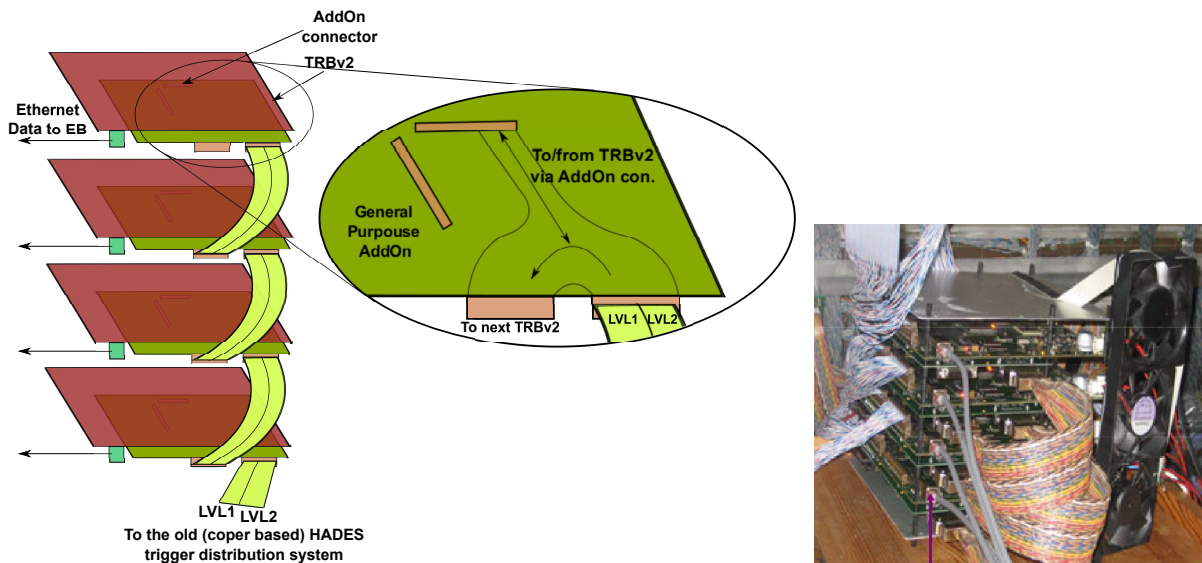 AddOn
connector
TRBv2
Ethernet
Data to EB
To/from TRBv2
via AddOn con.
General
Purpouse
AddOn
LVL1
LVL2
To next TRBv2
LVL1
LVL2
To the old (coper based) HADES
trigger distribution system